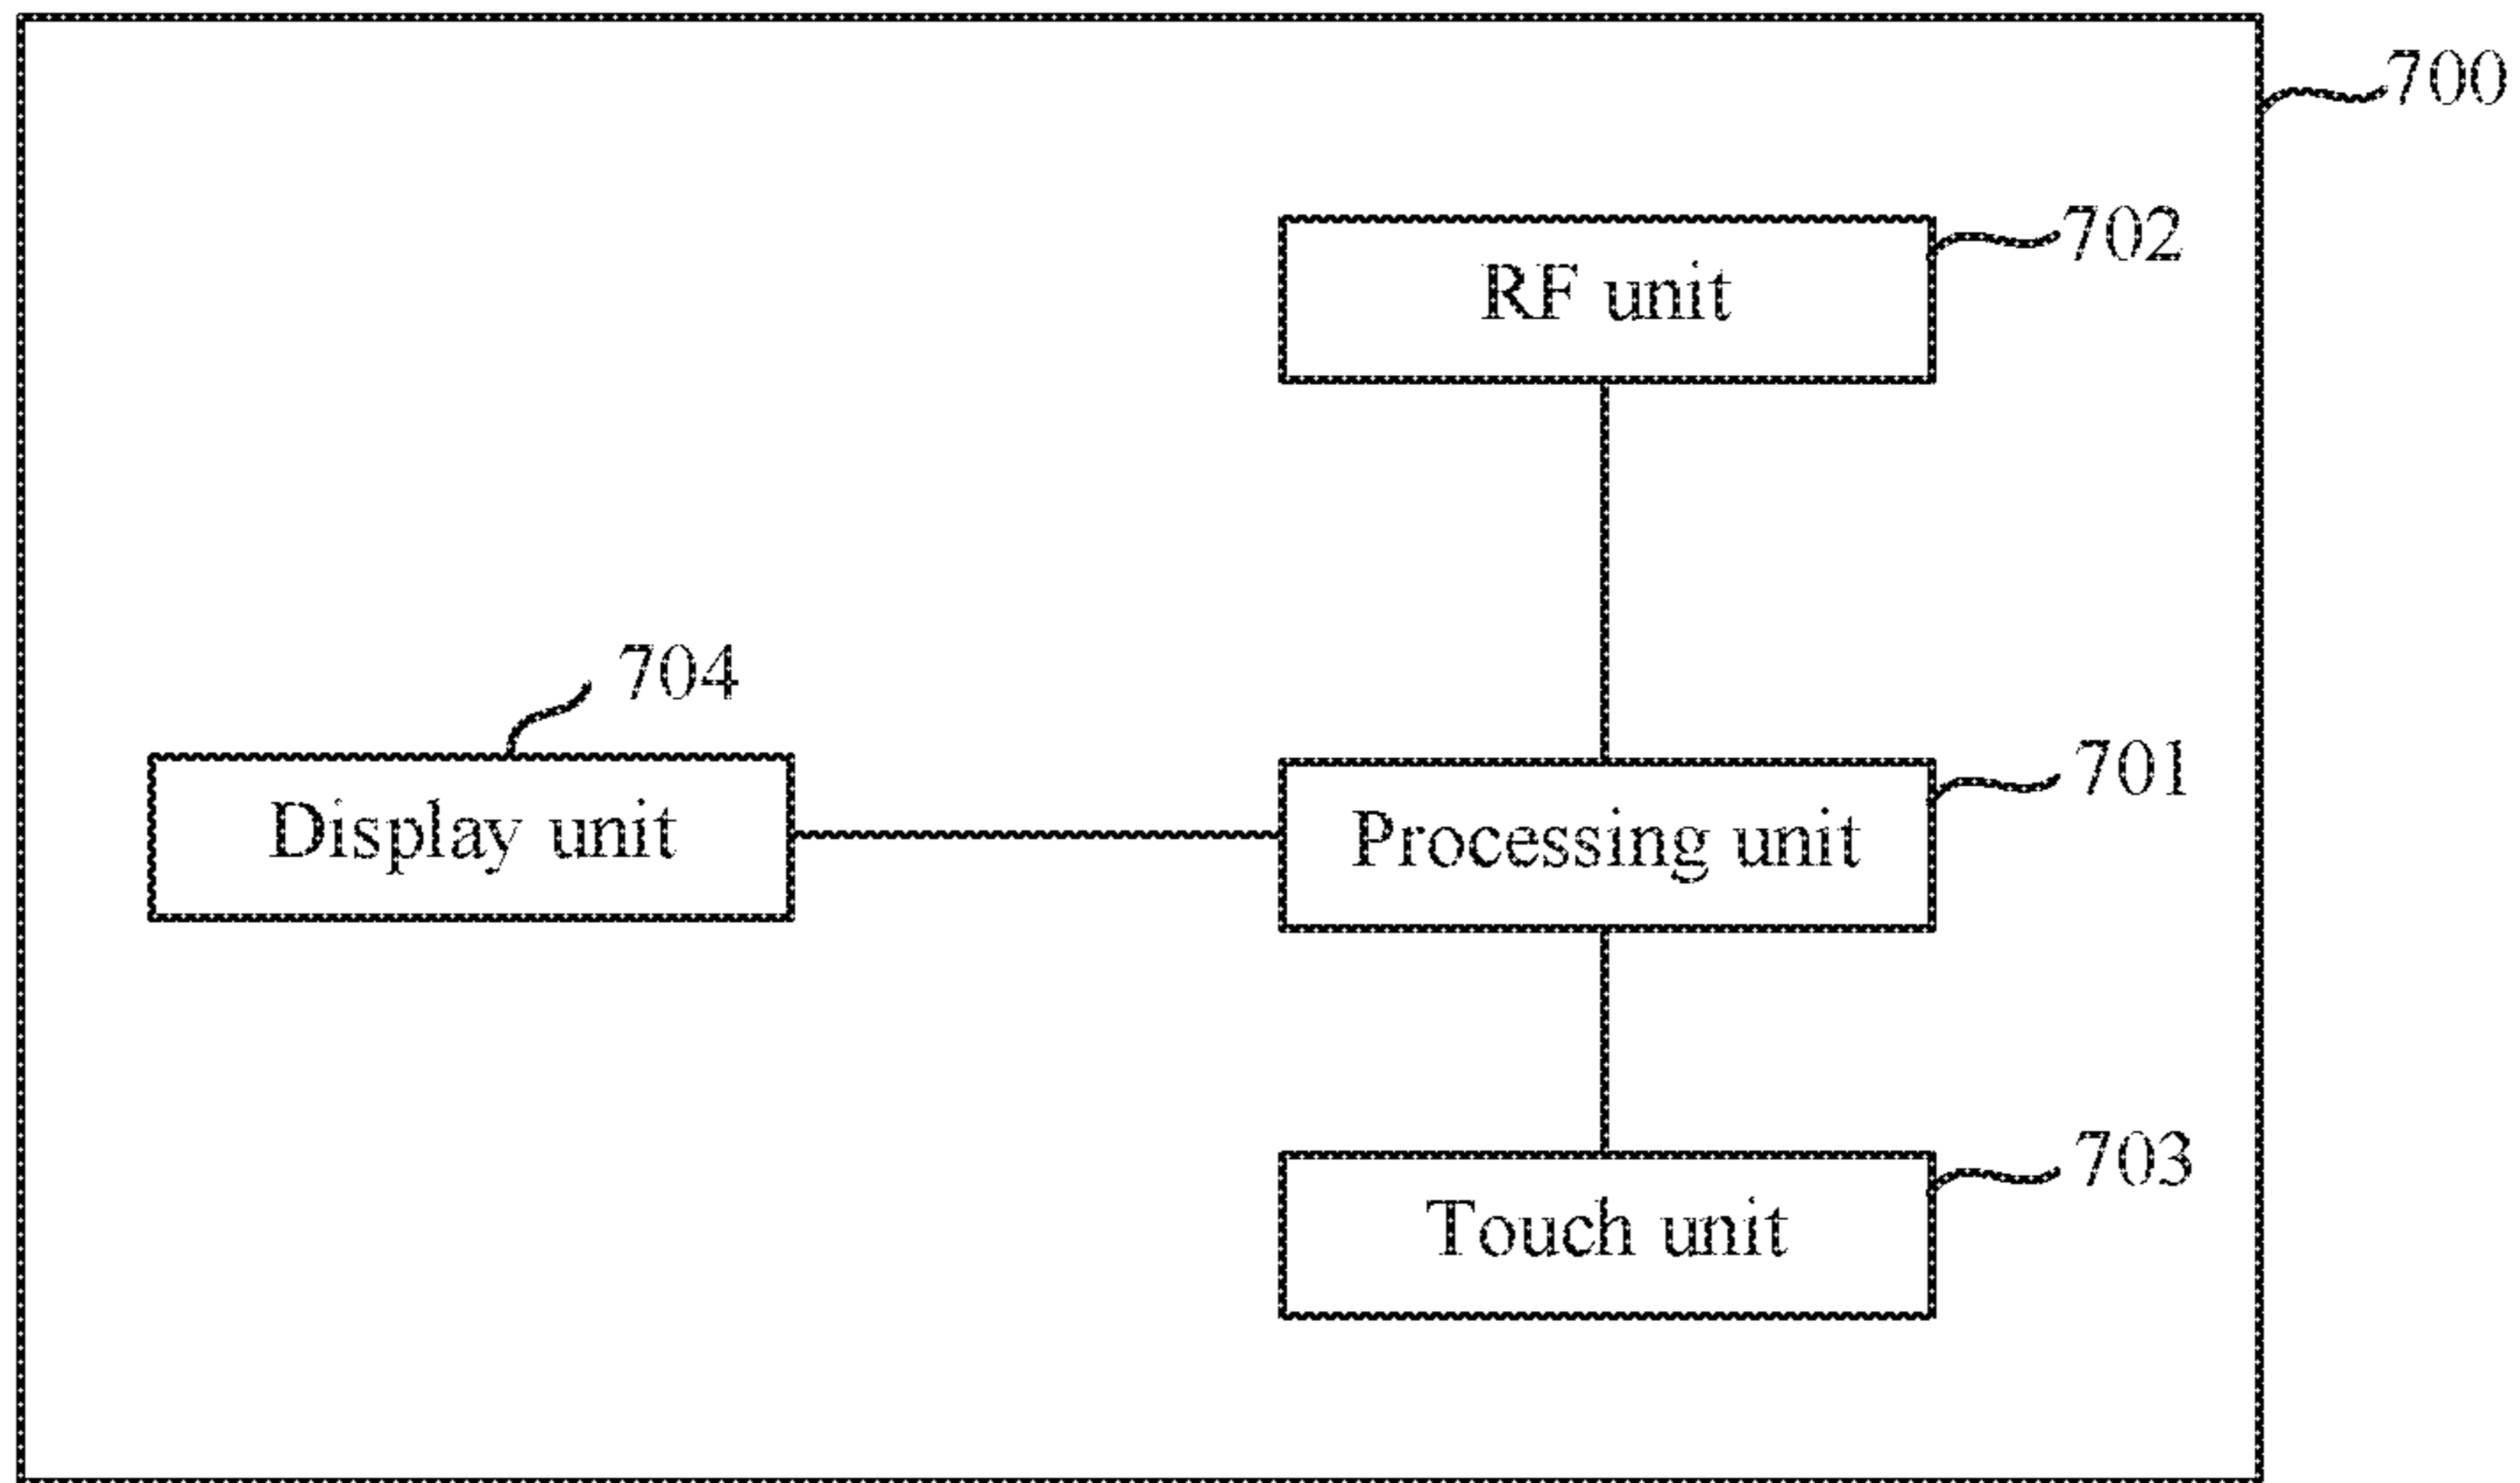 700
702
RF unit
704
701
Display unit
Processing unit
703
Touch unit